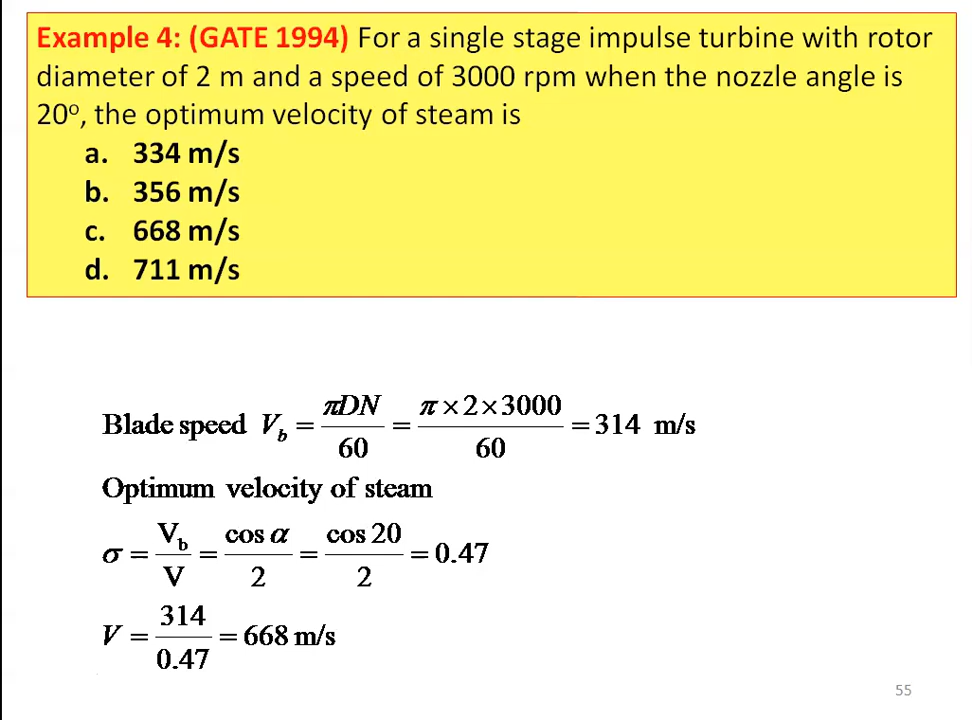 Example 4: (GATE 1994) For a single stage impulse turbine with rotor
diameter of 2 m and a speed of 3000 rpm when the nozzle angle is
20°, the optimum velocity of steam is
a. 334 m/s
b. 356 m/s
c. 668 m/s
d. 711 m/s
Blade speed V_b = πDN/60 = π×2×3000/60 = 314 m/s
Optimum velocity of steam
σ = V_b/V = cos α/2 = cos 20/2 = 0.47
V = 314/0.47 = 668 m/s
55